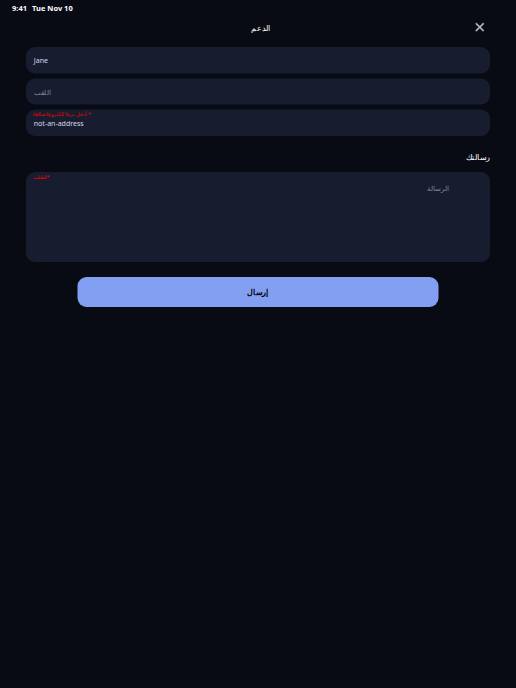 9:41 Tue Nov 10
الدعم
Jane
اللقب
not-an-address
رسالتك
الرسالة
إرسال